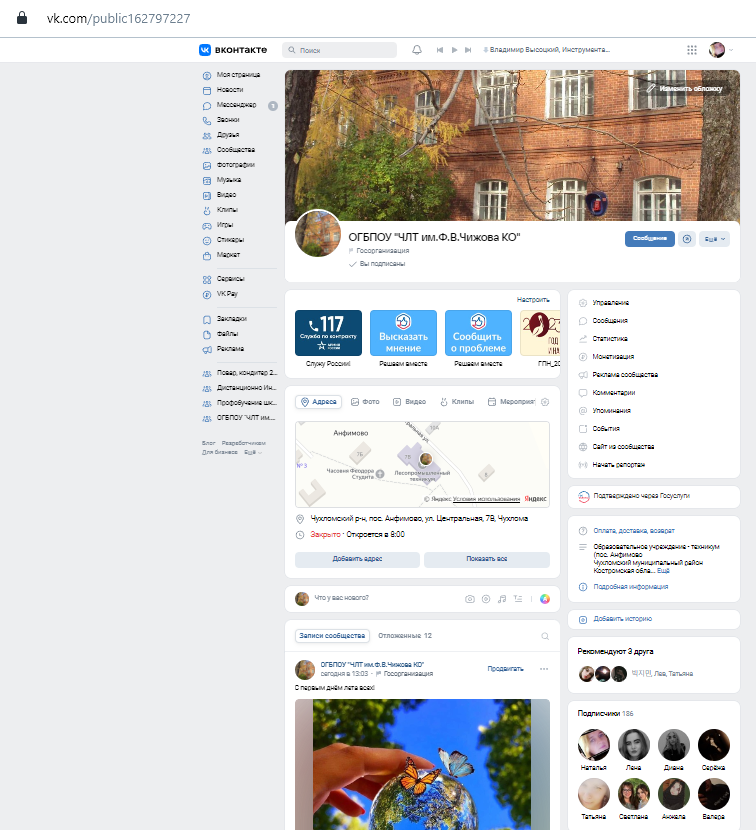 vk.com/public162797227
вконтакте
Поиск
Владимир Высоцкий, Инструмента...
Моя страница
Новости
Мессенджер 1
Звонки
Друзья
Сообщества
Фотографии
Музыка
Видео
Клипы
Игры
Стикеры
Маркет
Сервисы
VK Pay
Закладки
Файлы
Реклама
Повар, кондитер 2...
Дистанционно Ин...
Профобучение шк...
ОГБПОУ "ЧЛТ им....
Блог Разработчикам
Для бизнеса Ещё
Изменить обложку
ОГБПОУ "ЧЛТ им.Ф.В.Чижова КО"
Госорганизация
Вы подписаны
Сообщение
Ещё
Настроить
117
Служба по контракту
Служу России!
Высказать
мнение
Решаем вместе
Сообщить
о проблеме
Решаем вместе
ГОД
И НА
ГПН_20
Адреса
Фото
Видео
Клипы
Мероприят
Анфимово
№3
7Б
7В
Часовня Феодора
Студита
Лесопромышленный
техникум
© Яндекс Условия использования Яндекс
Чухломский р-н, пос. Анфимово, ул. Центральная, 7В, Чухлома
Закрыто · Откроется в 8:00
Добавить адрес
Показать все
Что у вас нового?
Записи сообщества
Отложенные 12
ОГБПОУ "ЧЛТ им.Ф.В.Чижова КО"
сегодня в 13:03 · Госорганизация
Продвигать
С первым днём лета всех!
Управление
Сообщения
Статистика
Монетизация
Реклама сообщества
Комментарии
Упоминания
События
Сайт из сообщества
Начать репортаж
Подтверждено через Госуслуги
Оплата, доставка, возврат
Образовательное учреждение - техникум
(пос. Анфимово
Чухломский муниципальный район
Костромская обла... Ещё
Подробная информация
Добавить историю
Рекомендуют 3 друга
박지민, Лев, Татьяна
Подписчики 186
Наталья
Лена
Диана
Серёжа
Татьяна
Светлана
Анжела
Валера